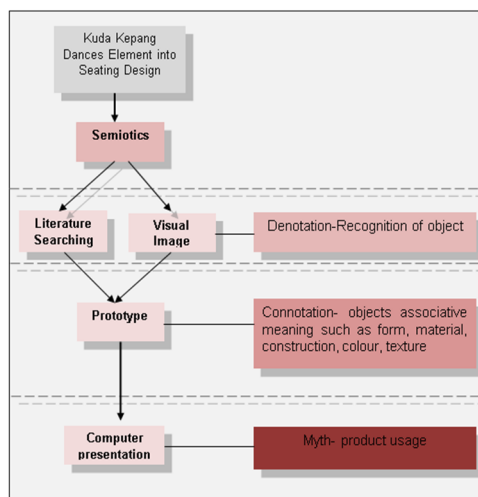 Kuda Kepang
Dances Element into
Seating Design
Semiotics
Literature
Searching
Visual
Image
Denotation-Recognition of object
Prototype
Connotation- objects associative
meaning such as form, material,
construction, colour, texture
Computer
presentation
Myth- product usage